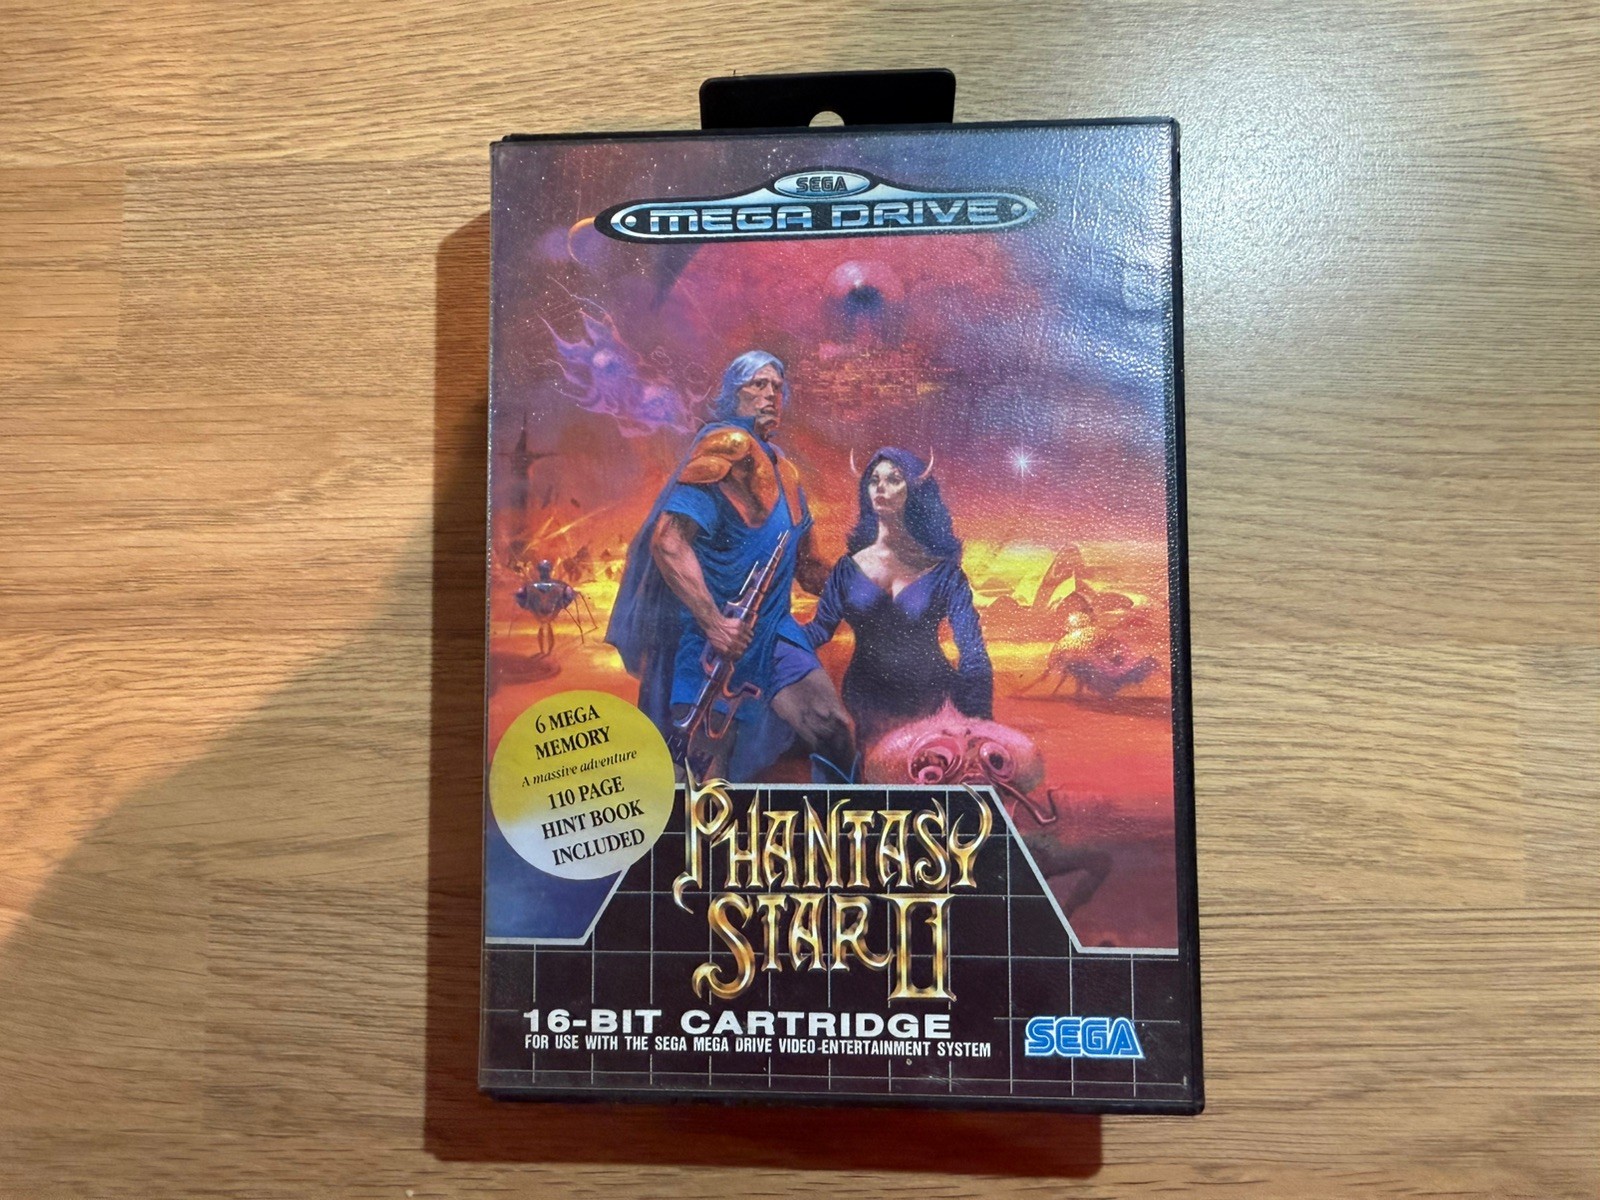 SEGA
MEGA DRIVE
6 MEGA
MEMORY
A massive adventure
110 PAGE
HINT BOOK
INCLUDED
PHANTASY
STAR II
16-BIT CARTRIDGE
FOR USE WITH THE SEGA MEGA DRIVE VIDEO ENTERTAINMENT SYSTEM
SEGA